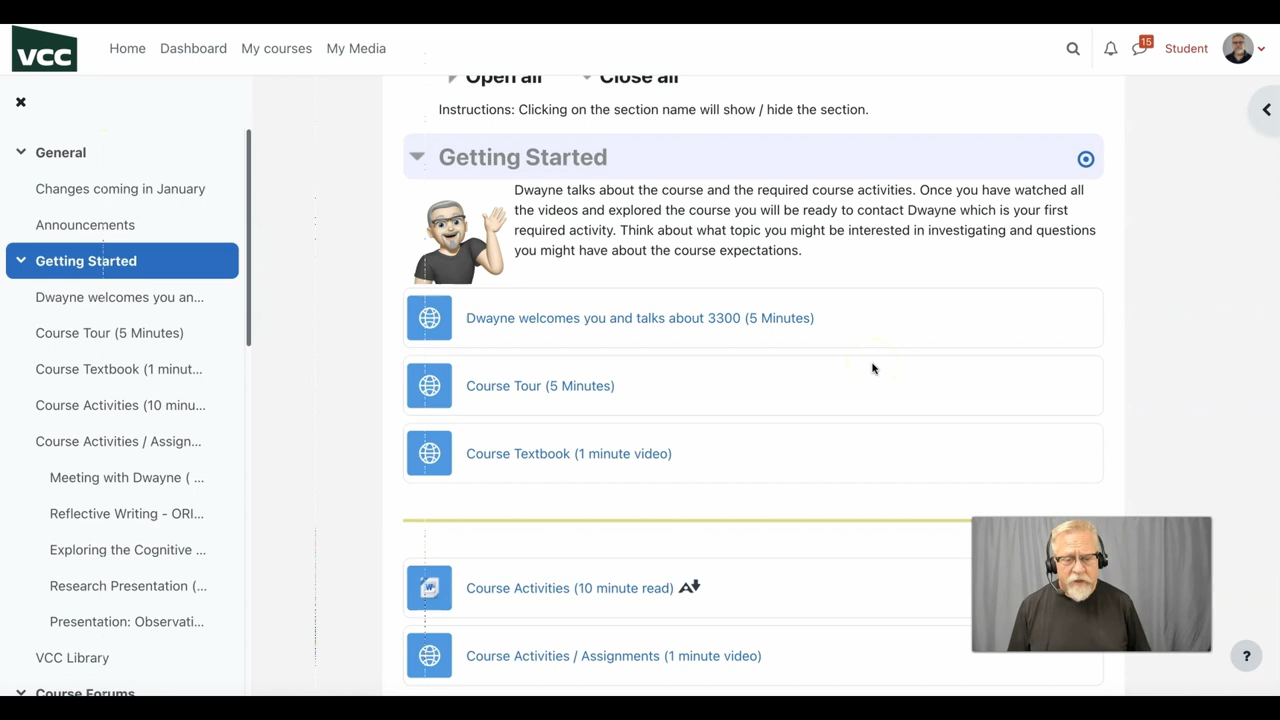 VCC
Home Dashboard My courses My Media
15
Student
Open all Close all
Instructions: Clicking on the section name will show / hide the section.
General
Changes coming in January
Announcements
Getting Started
Dwayne welcomes you an...
Course Tour (5 Minutes)
Course Textbook (1 minut...
Course Activities (10 minu...
Course Activities / Assign...
Meeting with Dwayne ( ...
Reflective Writing - ORI...
Exploring the Cognitive ...
Research Presentation (...
Presentation: Observati...
VCC Library
Course Forums
Getting Started
Dwayne talks about the course and the required course activities. Once you have watched all
the videos and explored the course you will be ready to contact Dwayne which is your first
required activity. Think about what topic you might be interested in investigating and questions
you might have about the course expectations.
Dwayne welcomes you and talks about 3300 (5 Minutes)
Course Tour (5 Minutes)
Course Textbook (1 minute video)
Course Activities (10 minute read)
Course Activities / Assignments (1 minute video)
?